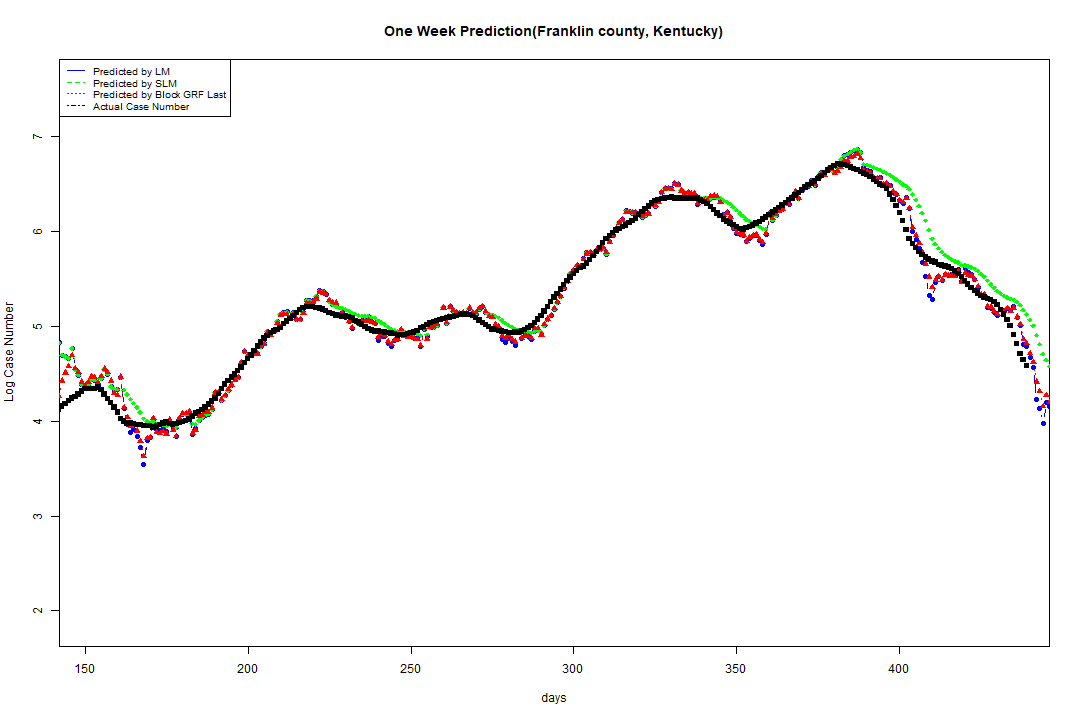 One Week Prediction(Franklin county, Kentucky)
Predicted by LM
Predicted by SLM
Predicted by Block GRF Last
Actual Case Number
7
6
5
4
3
2
Log Case Number
150 200 250 300 350 400
days